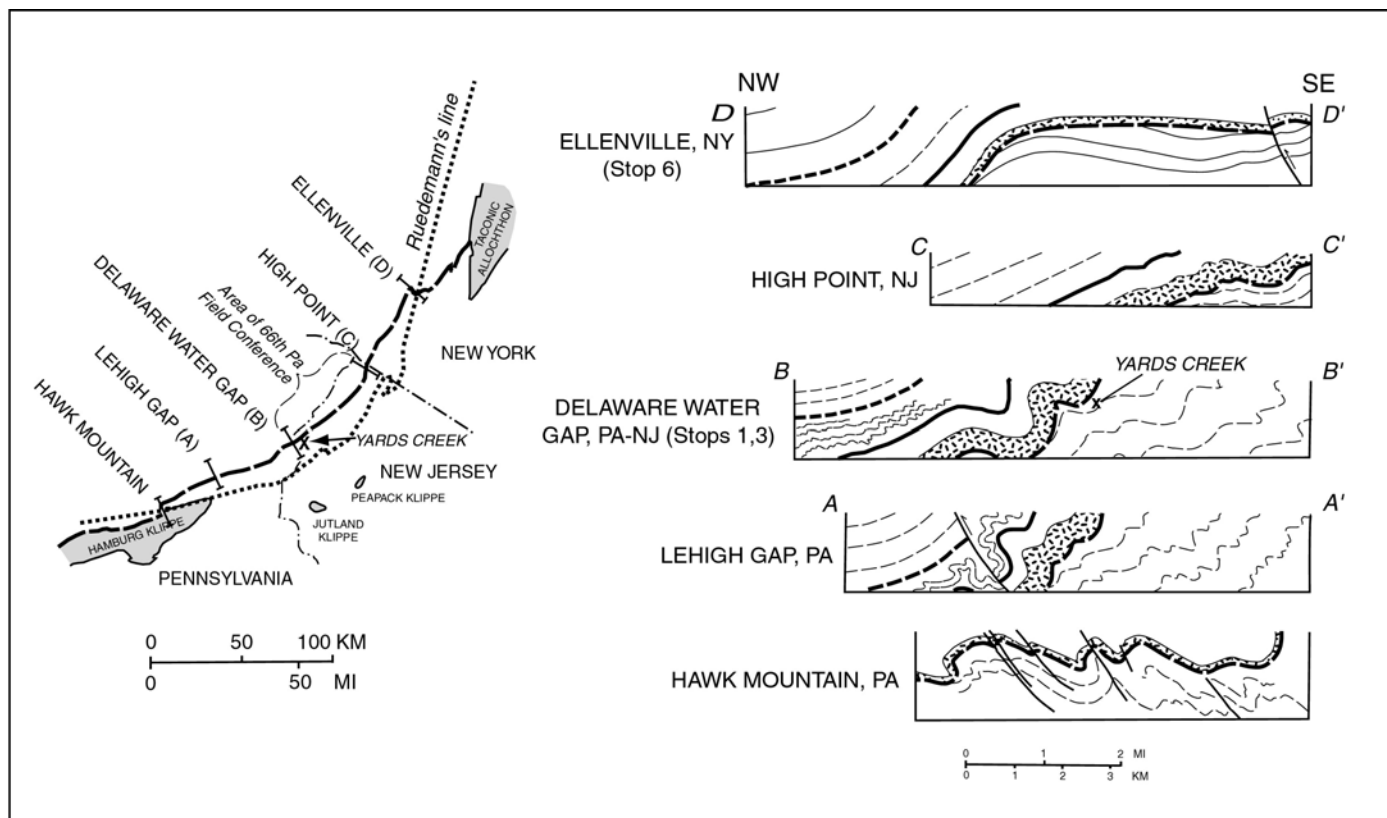 Ruedemann's line
TACONIC
ALLOCHTHON
ELLENVILLE (D)
HIGH POINT (C)
Area of 66th Pa
Field Conference
DELAWARE WATER GAP (B)
LEHIGH GAP (A)
HAWK MOUNTAIN
NEW YORK
YARDS CREEK
NEW JERSEY
PEAPACK KLIPPE
JUTLAND
KLIPPE
HAMBURG KLIPPE
PENNSYLVANIA
0 50 100 KM
0 50 MI
NW SE
D D'
ELLENVILLE, NY
(Stop 6)
C C'
HIGH POINT, NJ
B B'
YARDS CREEK
DELAWARE WATER
GAP, PA-NJ (Stops 1,3)
A A'
LEHIGH GAP, PA
HAWK MOUNTAIN, PA
0 1 2 MI
0 1 2 3 KM